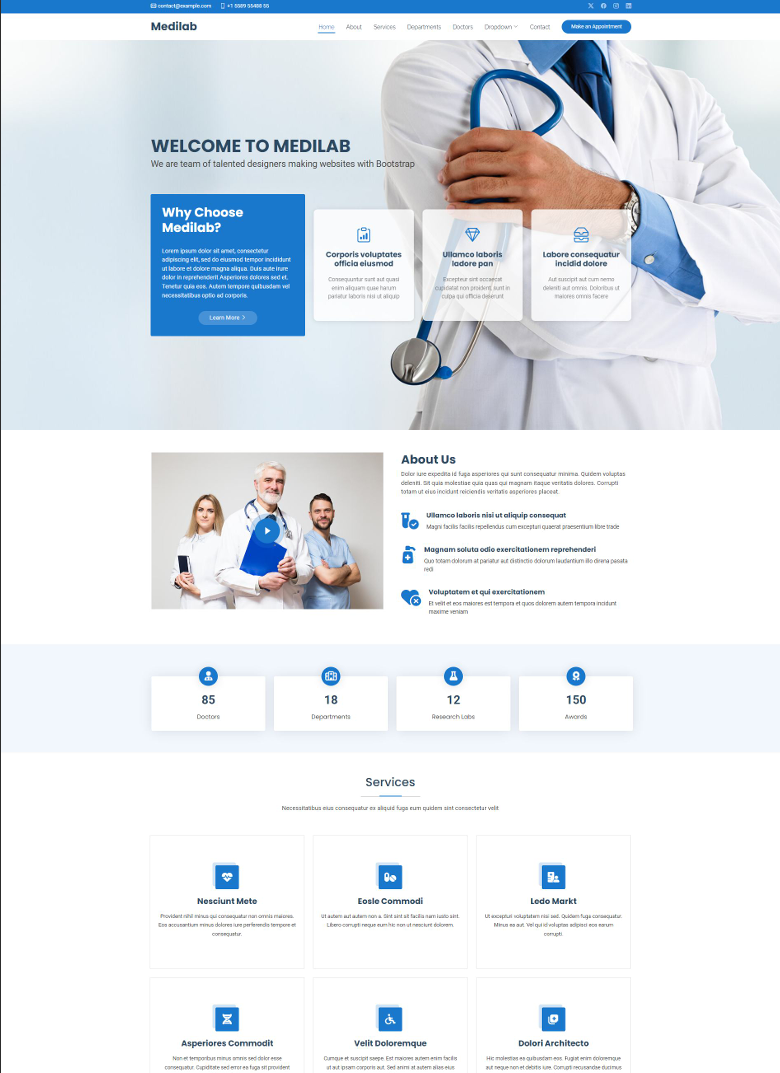 contact@example.com +1 5589 55488 55
Medilab
Home About Services Departments Doctors Dropdown Contact Make an Appointment
WELCOME TO MEDILAB
We are team of talented designers making websites with Bootstrap
Why Choose
Medilab?
Lorem ipsum dolor sit amet, consectetur
adipiscing elit, sed do eiusmod tempor incididunt
ut labore et dolore magna aliqua. Duis aute irure
dolor in reprehenderit Asperiores dolores sed et.
Tenetur quia eos. Autem tempore quibusdam vel
necessitatibus optio ad corporis.
Learn More
Corporis voluptates
officia eiusmod
Consequuntur sunt aut quasi
enim aliquam quae harum
pariatur laboris nisi ut aliquip
Ullamco laboris
ladore pan
Excepteur sint occaecat
cupidatat non proident, sunt in
culpa qui officia deserunt
Labore consequatur
incidid dolore
Aut suscipit aut cum nemo
deleniti aut omnis. Doloribus ut
maiores omnis facere
About Us
Dolor iure expedita id fuga asperiores qui sunt consequatur minima. Quidem voluptas
deleniti. Sit quia molestiae quia quas qui magnam itaque veritatis dolores. Corrupti
totam ut eius incidunt reiciendis veritatis asperiores placeat.
Ullamco laboris nisi ut aliquip consequat
Magni facilis facilis repellendus cum excepturi quaerat praesentium libre trade
Magnam soluta odio exercitationem reprehenderi
Quo totam dolorum at pariatur aut distinctio dolorum laudantium illo direna pasata
redi
Voluptatem et qui exercitationem
Et velit et eos maiores est tempora et quos dolorem autem tempora incidunt
maxime veniam
85
Doctors
18
Departments
12
Research Labs
150
Awards
Services
Necessitatibus eius consequatur ex aliquid fuga eum quidem sint consectetur velit
Nesciunt Mete
Provident nihil minus qui consequatur non omnis maiores.
Eos accusantium minus dolores iure perferendis tempore et
consequatur.
Eosle Commodi
Ut autem aut autem non a. Sint sint sit facilis nam iusto sint.
Libero corrupti neque eum hic non ut nesciunt dolorem.
Ledo Markt
Ut excepturi voluptatem nisi sed. Quidem fuga consequatur.
Minus ea aut. Vel qui id voluptas adipisci eos earum
corrupti.
Asperiores Commodit
Non et temporibus minus omnis sed dolor esse
consequatur. Cupiditate sed error ea fuga sit provident
Velit Doloremque
Cumque et suscipit saepe. Est maiores autem enim facilis
ut aut ipsam corporis aut. Sed animi at autem alias eius
Dolori Architecto
Hic molestias ea quibusdam eos. Fugiat enim doloremque
aut neque non et debitis iure. Corrupti recusandae ducimus